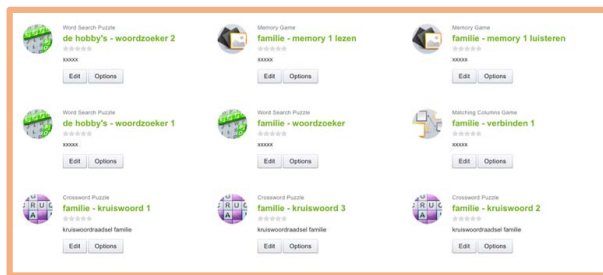 Word Search Puzzle
de hobby's - woordzoeker 2
xxxxx
Edit Options
Memory Game
familie - memory 1 lezen
xxxxx
Edit Options
Memory Game
familie - memory 1 luisteren
xxxxx
Edit Options
Word Search Puzzle
de hobby's - woordzoeker 1
xxxxx
Edit Options
Word Search Puzzle
familie - woordzoeker
xxxxx
Edit Options
Matching Columns Game
familie - verbinden 1
xxxxx
Edit Options
Crossword Puzzle
familie - kruiswoord 1
kruiswoordraadsel familie
Edit Options
Crossword Puzzle
familie - kruiswoord 3
kruiswoordraadsel familie
Edit Options
Crossword Puzzle
familie - kruiswoord 2
kruiswoordraadsel familie
Edit Options